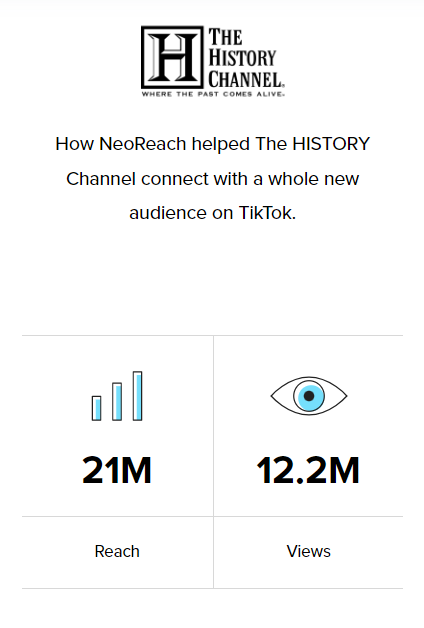 H
THE
HISTORY
CHANNEL.
WHERE THE PAST COMES ALIVE.
How NeoReach helped The HISTORY
Channel connect with a whole new
audience on TikTok.
21M
12.2M
Reach
Views